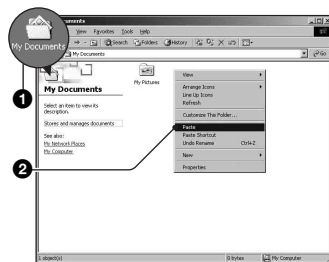 My Documents
View Favorites Tools Help
Search Folders History
My Documents
Go
1
My Documents
Select an item to view its
description.
Stores and manages documents
See also:
My Network Places
My Computer
My Pictures
View
Arrange Icons
Line Up Icons
Refresh
Customize This Folder...
Paste
Paste Shortcut
Undo Rename Ctrl+Z
New
Properties
2
1 object(s) 0 bytes My Computer